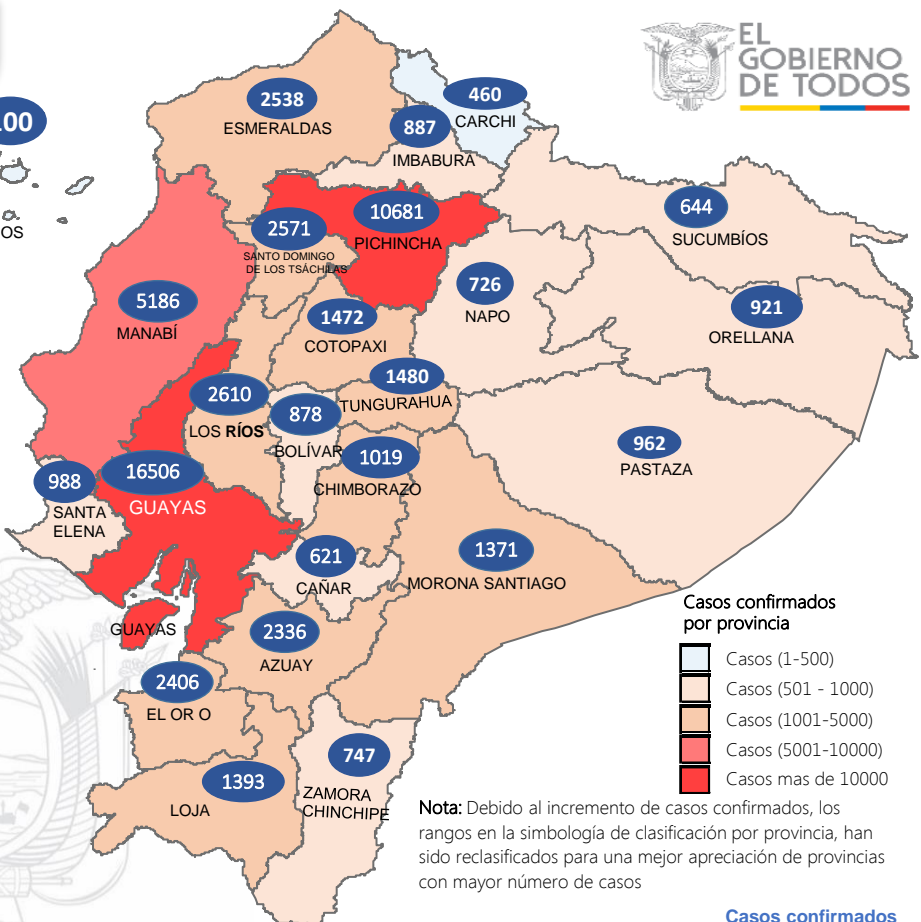 EL
GOBIERNO
DE TODOS
2538
ESMERALDAS
460
CARCHI
887
IMBABURA
.00
OS
10681
PICHINCHA
2571
SANTO DOMINGO
DE LOS TSÁCHILAS
644
SUCUMBÍOS
5186
MANABÍ
726
NAPO
921
ORELLANA
1472
COTOPAXI
1480
TUNGURAHUA
2610
LOS RÍOS
878
BOLÍVAR
962
PASTAZA
1019
CHIMBORAZO
988
SANTA
ELENA
16506
GUAYAS
621
CAÑAR
1371
MORONA SANTIAGO
GUAYAS
2336
AZUAY
2406
EL OR O
1393
LOJA
747
ZAMORA
CHINCHIPE
Casos confirmados
por provincia
Casos (1-500)
Casos (501 - 1000)
Casos (1001-5000)
Casos (5001-10000)
Casos mas de 10000
Nota: Debido al incremento de casos confirmados, los
rangos en la simbología de clasificación por provincia, han
sido reclasificados para una mejor apreciación de provincias
con mayor número de casos
Casos confirmados